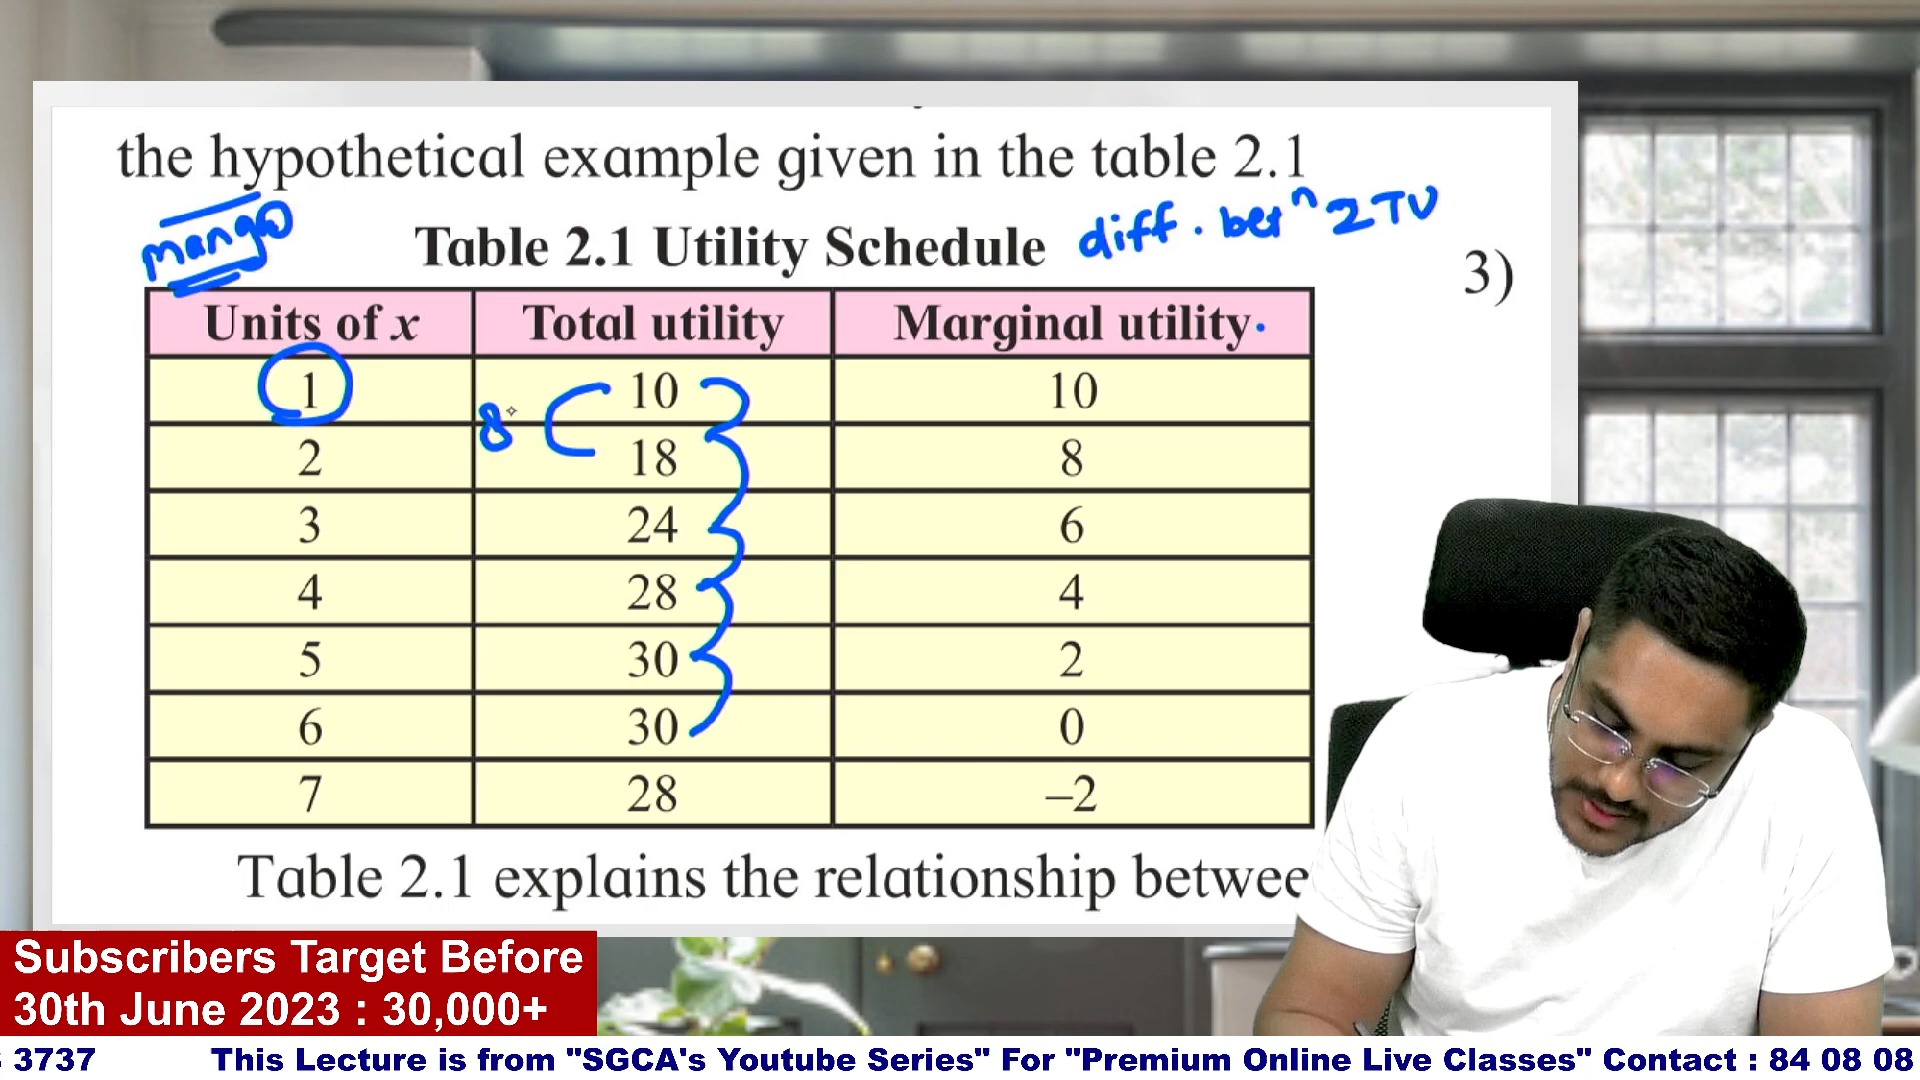 the hypothetical example given in the table 2.1
mango
Table 2.1 Utility Schedule
diff. betn 2TU
3)
Units of x Total utility Marginal utility
1 10 10
8
2 18 8
3 24 6
4 28 4
5 30 2
6 30 0
7 28 –2
Table 2.1 explains the relationship betwee
Subscribers Target Before
30th June 2023 : 30,000+
3737 This Lecture is from "SGCA's Youtube Series" For "Premium Online Live Classes" Contact : 84 08 08